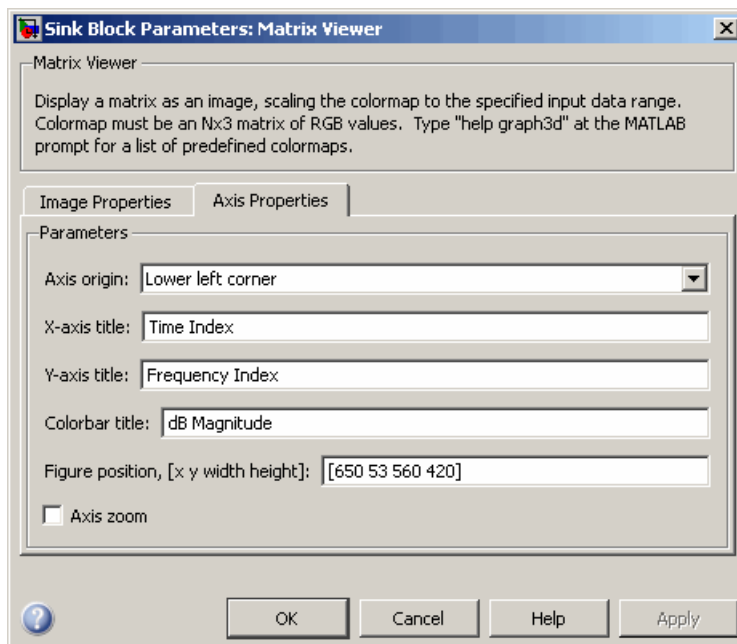 Sink Block Parameters: Matrix Viewer
Matrix Viewer
Display a matrix as an image, scaling the colormap to the specified input data range.
Colormap must be an Nx3 matrix of RGB values.  Type "help graph3d" at the MATLAB
prompt for a list of predefined colormaps.
Image Properties Axis Properties
Parameters
Axis origin: Lower left corner
X-axis title: Time Index
Y-axis title: Frequency Index
Colorbar title: dB Magnitude
Figure position, [x y width height]: [650 53 560 420]
Axis zoom
? OK Cancel Help Apply